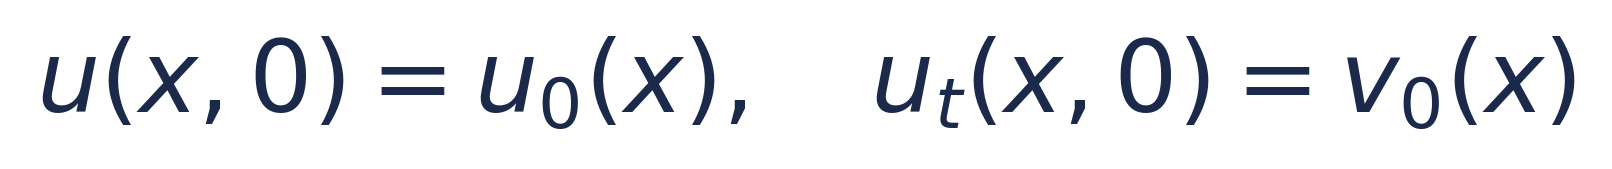 u(x, 0) = u₀(x),    uₜ(x, 0) = v₀(x)